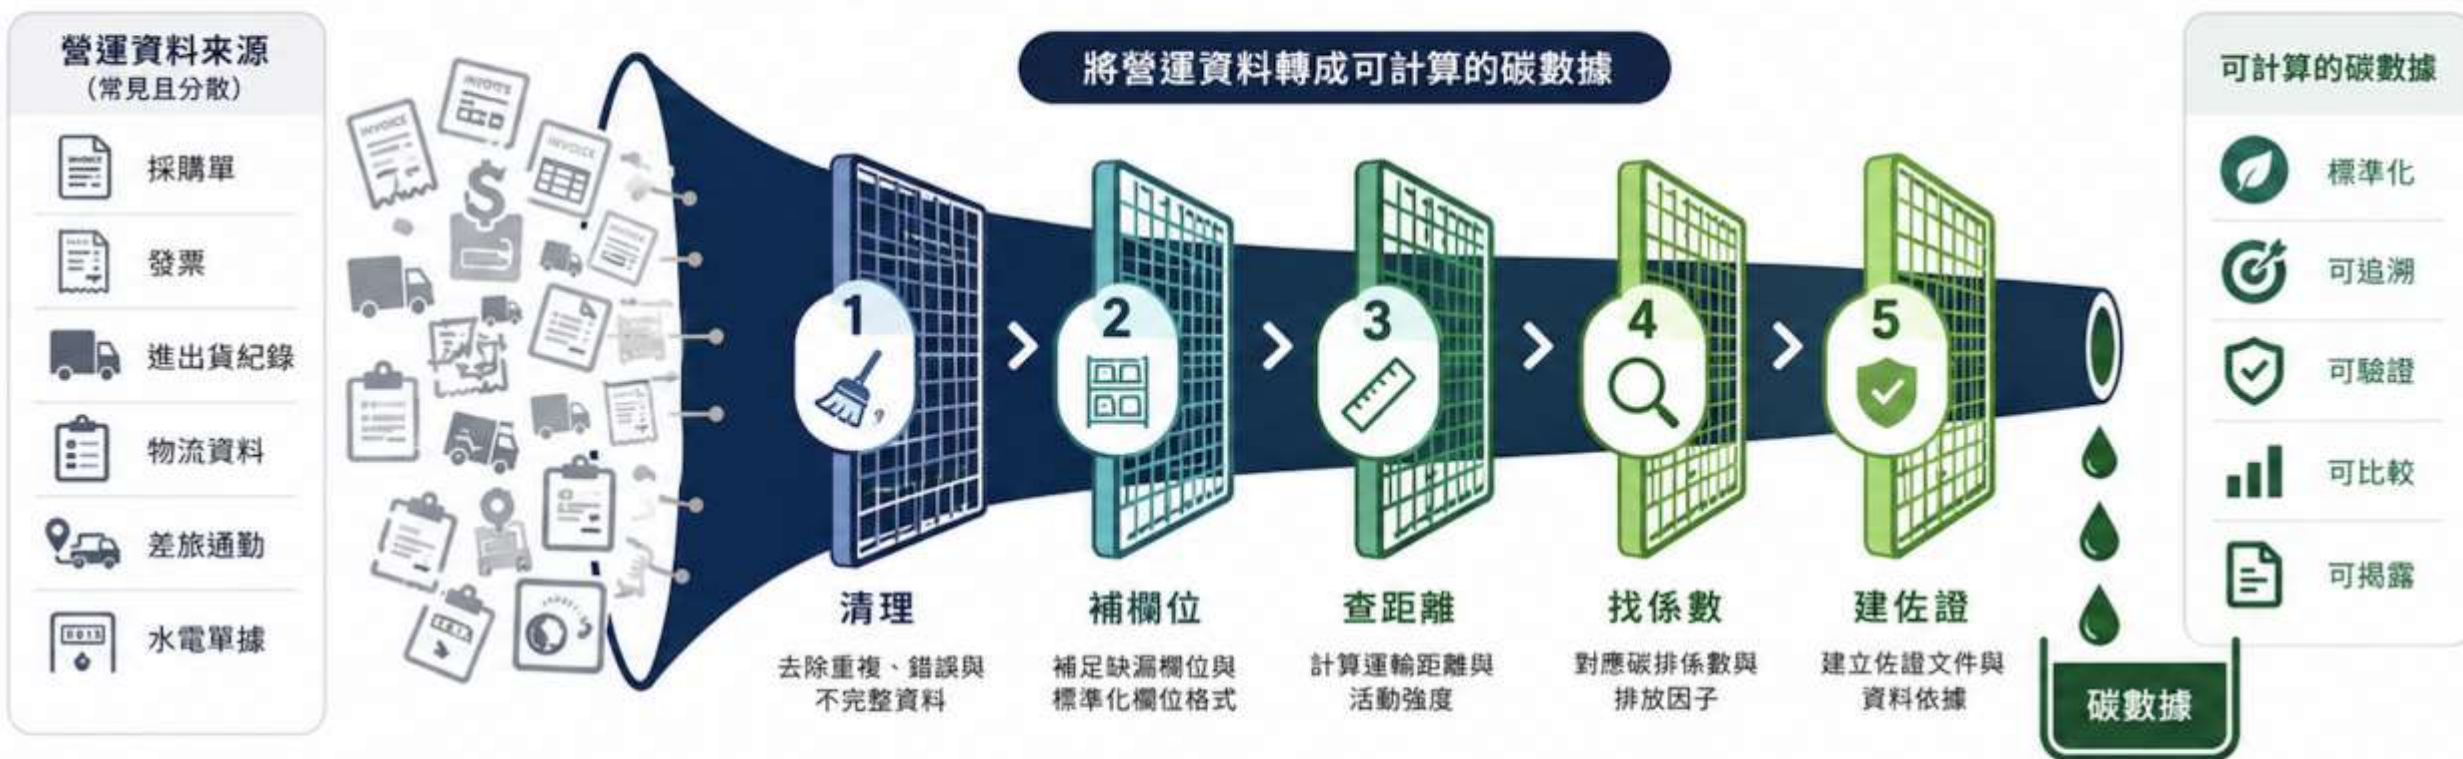 營運資料來源
（常見且分散）
採購單
發票
進出貨紀錄
物流資料
差旅通勤
水電單據
INVOICE
INVOICE
將營運資料轉成可計算的碳數據
1
2
3
4
5
清理
去除重複、錯誤與
不完整資料
補欄位
補足缺漏欄位與
標準化欄位格式
查距離
計算運輸距離與
活動強度
找係數
對應碳排係數與
排放因子
建佐證
建立佐證文件與
資料依據
碳數據
可計算的碳數據
標準化
可追溯
可驗證
可比較
可揭露